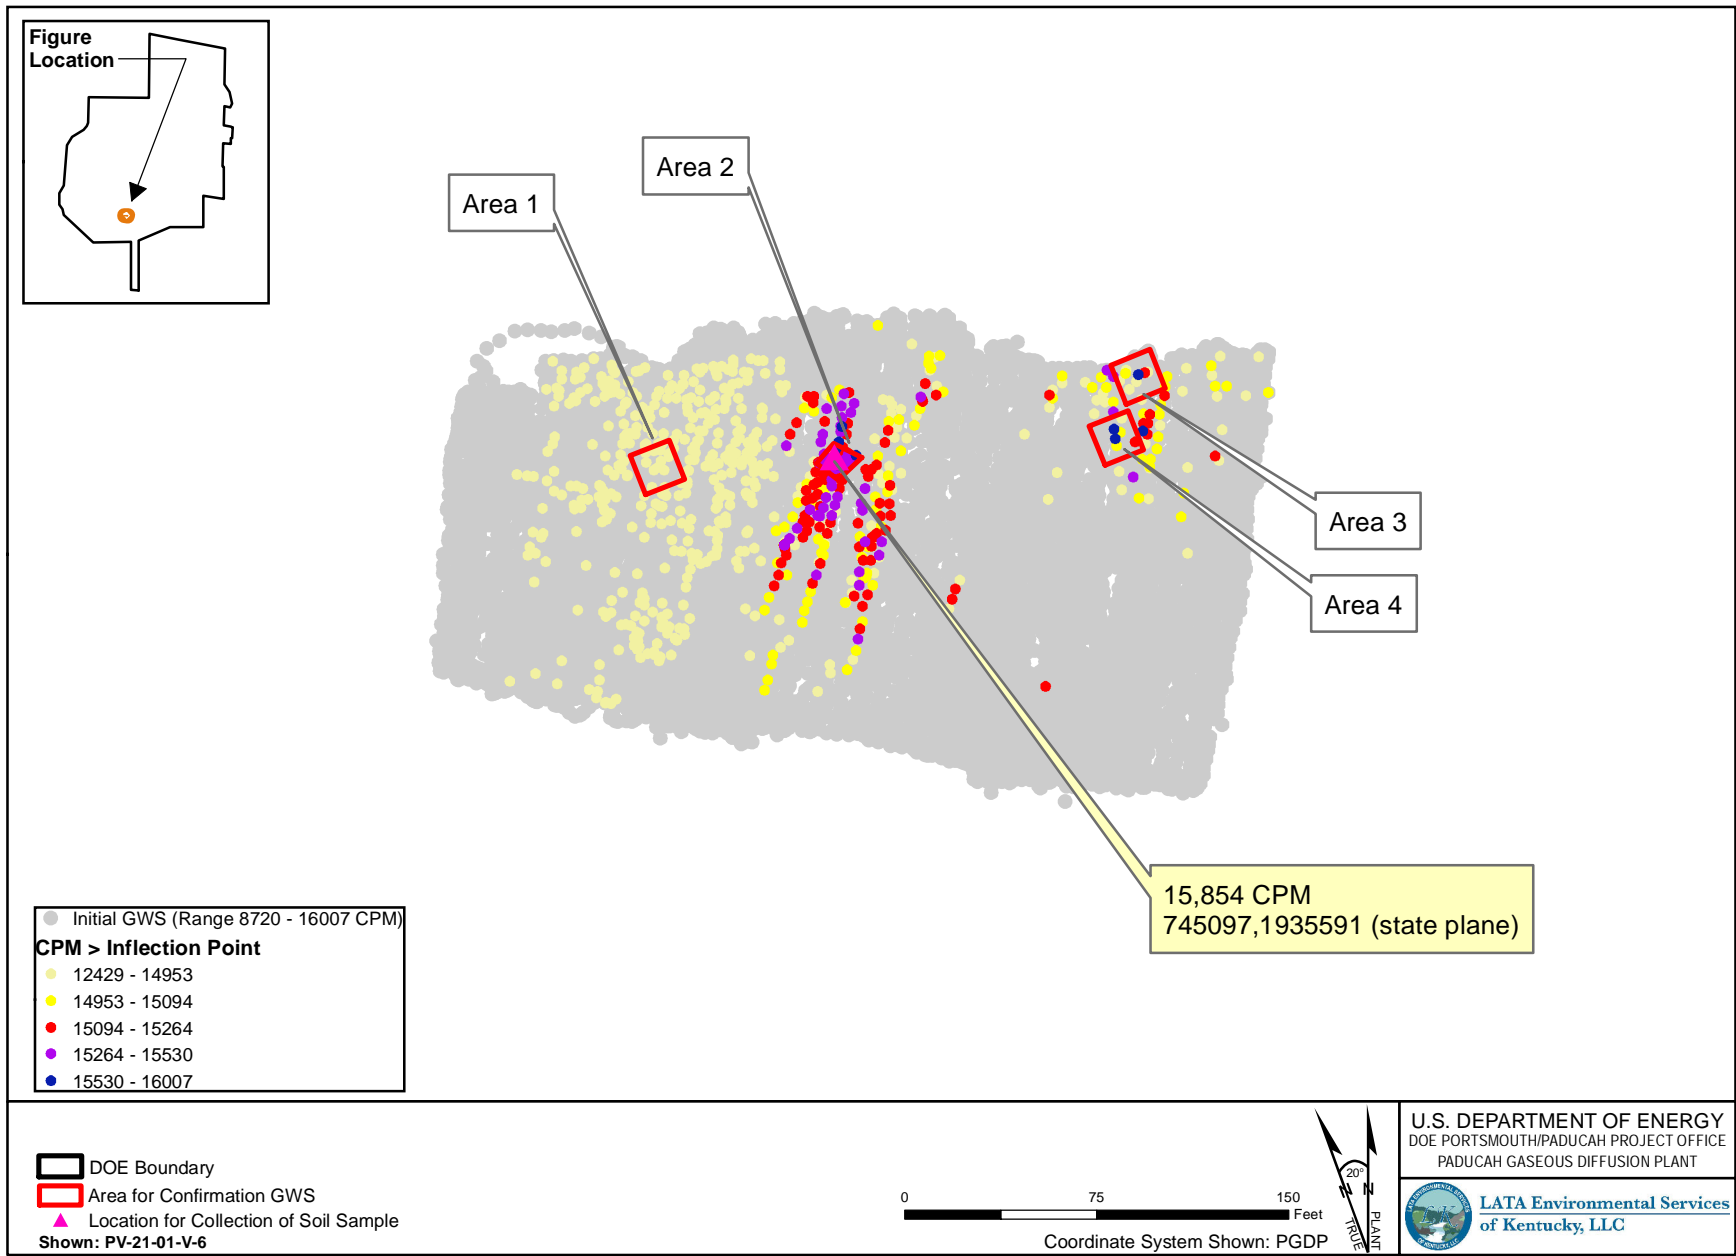 Figure
Location
Area 1
Area 2
Area 3
Area 4
15,854 CPM
745097,1935591 (state plane)
Initial GWS (Range 8720 - 16007 CPM)
CPM > Inflection Point
12429 - 14953
14953 - 15094
15094 - 15264
15264 - 15530
15530 - 16007
DOE Boundary
Area for Confirmation GWS
Location for Collection of Soil Sample
Shown: PV-21-01-V-6
0 75 150
Feet
Coordinate System Shown: PGDP
20°
N N
TRUE PLANT
U.S. DEPARTMENT OF ENERGY
DOE PORTSMOUTH/PADUCAH PROJECT OFFICE
PADUCAH GASEOUS DIFFUSION PLANT
LATA Environmental Services
of Kentucky, LLC